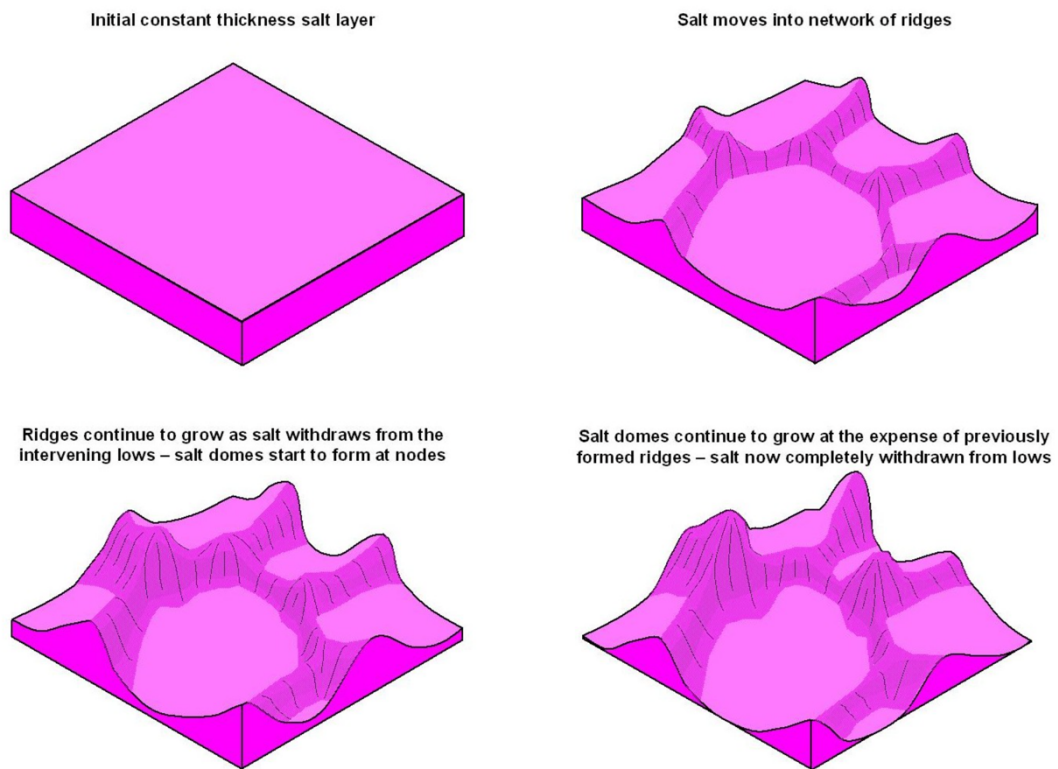 Initial constant thickness salt layer
Salt moves into network of ridges
Ridges continue to grow as salt withdraws from the
intervening lows – salt domes start to form at nodes
Salt domes continue to grow at the expense of previously
formed ridges – salt now completely withdrawn from lows